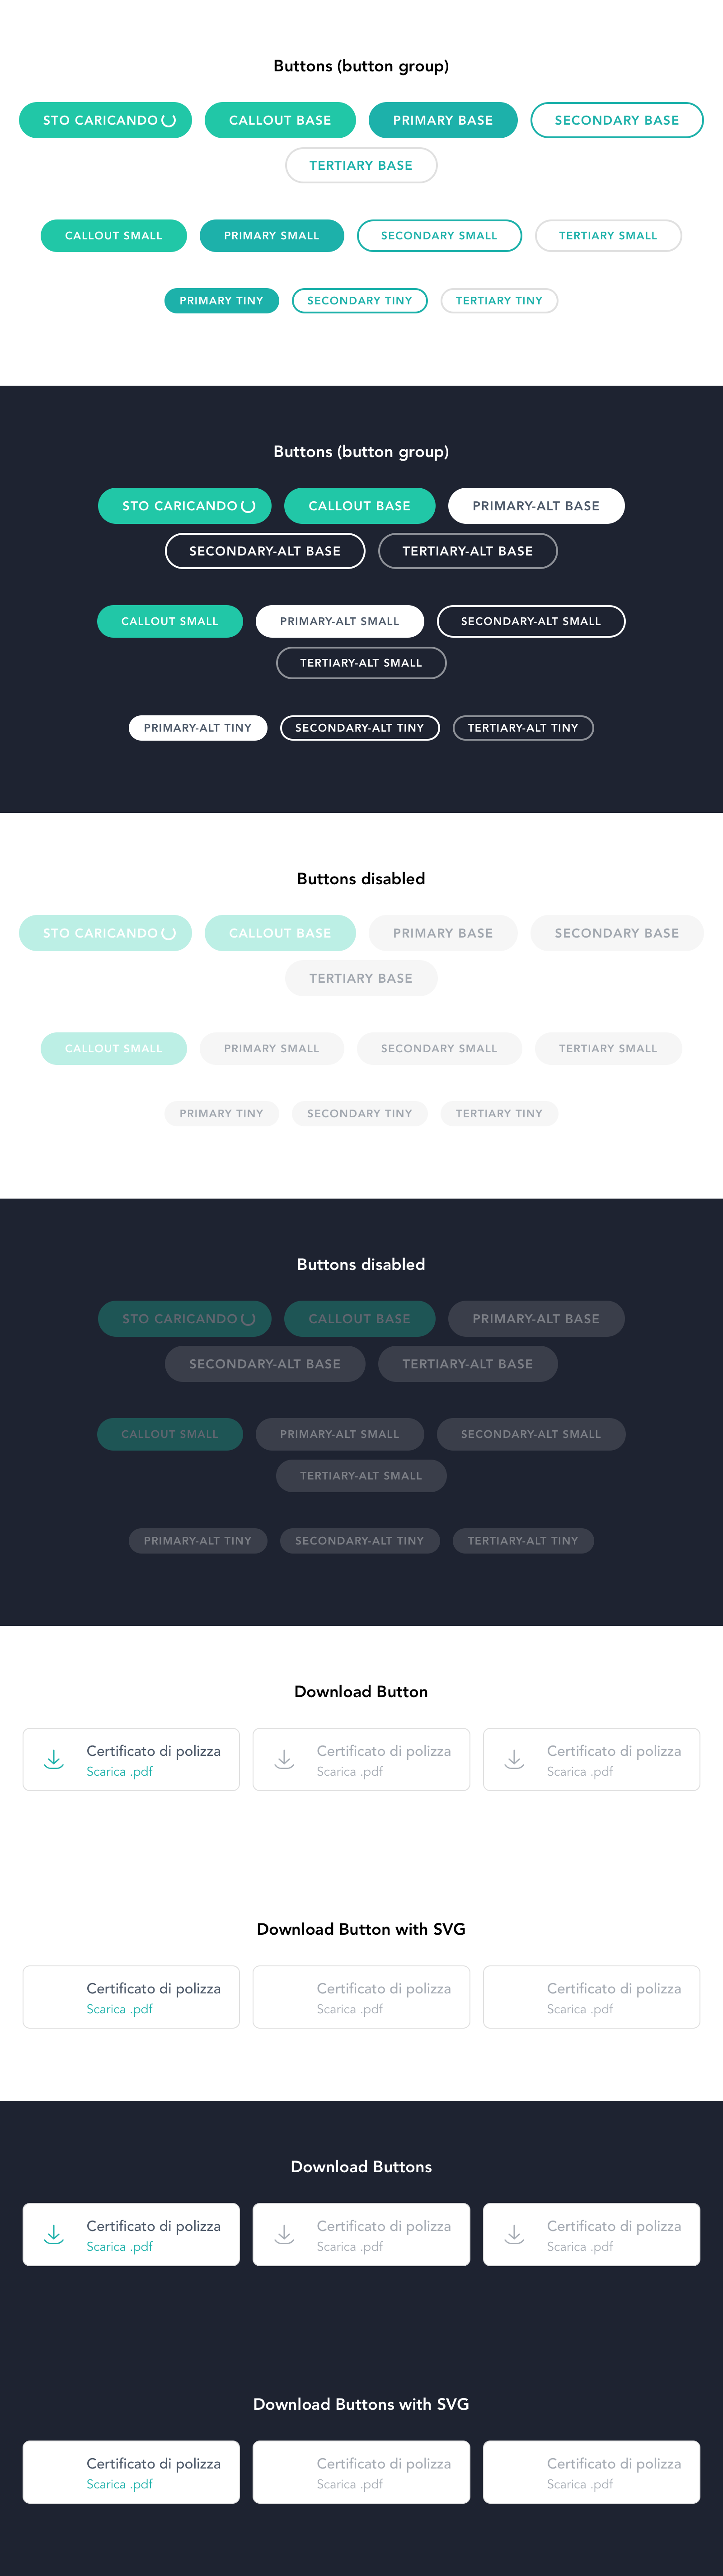 Buttons (button group)
STO CARICANDO CALLOUT BASE PRIMARY BASE SECONDARY BASE
TERTIARY BASE
CALLOUT SMALL PRIMARY SMALL SECONDARY SMALL TERTIARY SMALL
PRIMARY TINY SECONDARY TINY TERTIARY TINY
Buttons (button group)
STO CARICANDO CALLOUT BASE PRIMARY-ALT BASE
SECONDARY-ALT BASE TERTIARY-ALT BASE
CALLOUT SMALL PRIMARY-ALT SMALL SECONDARY-ALT SMALL
TERTIARY-ALT SMALL
PRIMARY-ALT TINY SECONDARY-ALT TINY TERTIARY-ALT TINY
Buttons disabled
STO CARICANDO CALLOUT BASE PRIMARY BASE SECONDARY BASE
TERTIARY BASE
CALLOUT SMALL PRIMARY SMALL SECONDARY SMALL TERTIARY SMALL
PRIMARY TINY SECONDARY TINY TERTIARY TINY
Buttons disabled
STO CARICANDO CALLOUT BASE PRIMARY-ALT BASE
SECONDARY-ALT BASE TERTIARY-ALT BASE
CALLOUT SMALL PRIMARY-ALT SMALL SECONDARY-ALT SMALL
TERTIARY-ALT SMALL
PRIMARY-ALT TINY SECONDARY-ALT TINY TERTIARY-ALT TINY
Download Button
Certificato di polizza Certificato di polizza Certificato di polizza
Scarica .pdf Scarica .pdf Scarica .pdf
Download Button with SVG
Certificato di polizza Certificato di polizza Certificato di polizza
Scarica .pdf Scarica .pdf Scarica .pdf
Download Buttons
Certificato di polizza Certificato di polizza Certificato di polizza
Scarica .pdf Scarica .pdf Scarica .pdf
Download Buttons with SVG
Certificato di polizza Certificato di polizza Certificato di polizza
Scarica .pdf Scarica .pdf Scarica .pdf